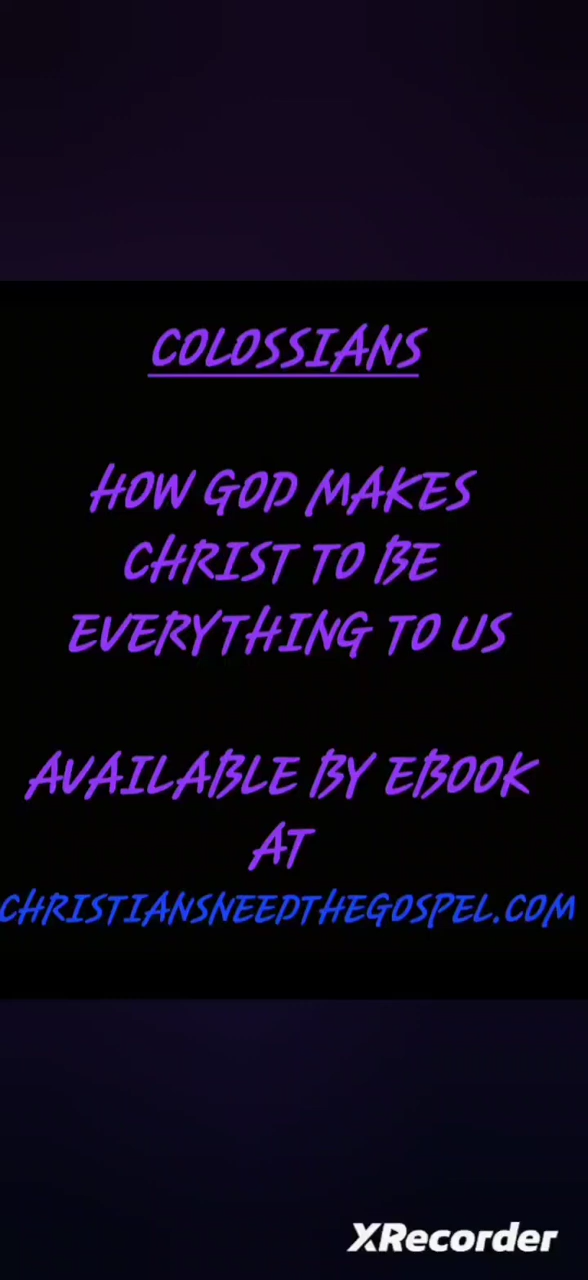 COLOSSIANS
HOW GOD MAKES
CHRIST TO BE
EVERYTHING TO US
AVAILABLE BY EBOOK
AT
CHRISTIANSNEEDTHEGOSPEL.COM
XRecorder